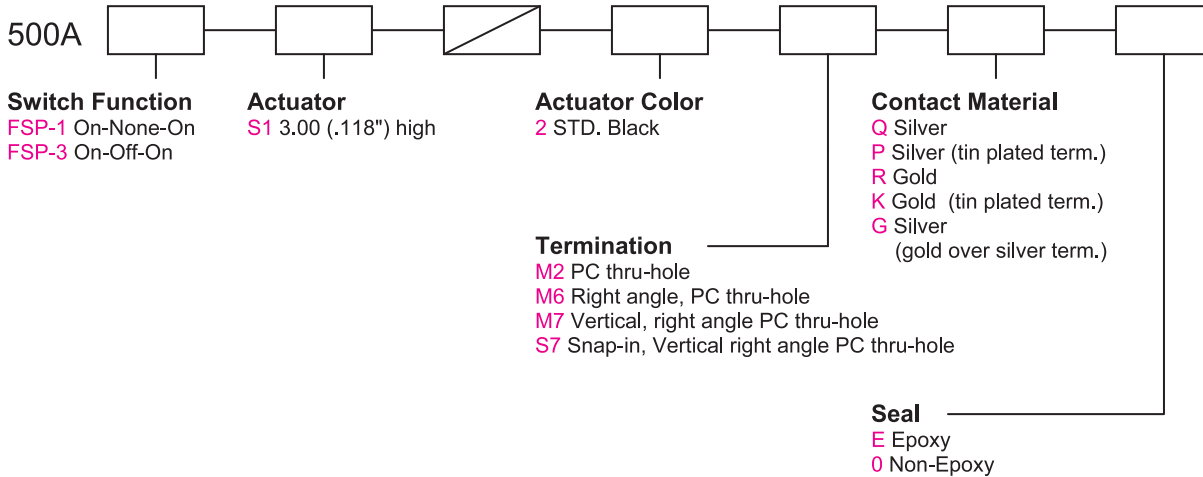 500A
Switch Function
FSP-1 On-None-On
FSP-3 On-Off-On
Actuator
S1 3.00 (.118") high
Actuator Color
2 STD. Black
Termination
M2 PC thru-hole
M6 Right angle, PC thru-hole
M7 Vertical, right angle PC thru-hole
S7 Snap-in, Vertical right angle PC thru-hole
Contact Material
Q Silver
P Silver (tin plated term.)
R Gold
K Gold (tin plated term.)
G Silver
(gold over silver term.)
Seal
E Epoxy
0 Non-Epoxy